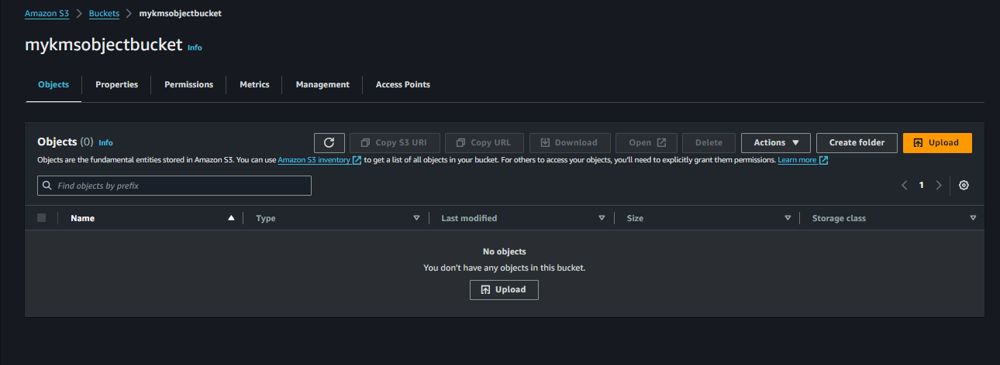 Amazon S3 > Buckets > mykmsobjectbucket
mykmsobjectbucket Info
Objects Properties Permissions Metrics Management Access Points
Objects (0) Info Copy S3 URI Copy URL Download Open Delete Actions Create folder Upload
Objects are the fundamental entities stored in Amazon S3. You can use Amazon S3 inventory to get a list of all objects in your bucket. For others to access your objects, you'll need to explicitly grant them permissions. Learn more
Find objects by prefix 1
Name Type Last modified Size Storage class
No objects
You don't have any objects in this bucket.
Upload